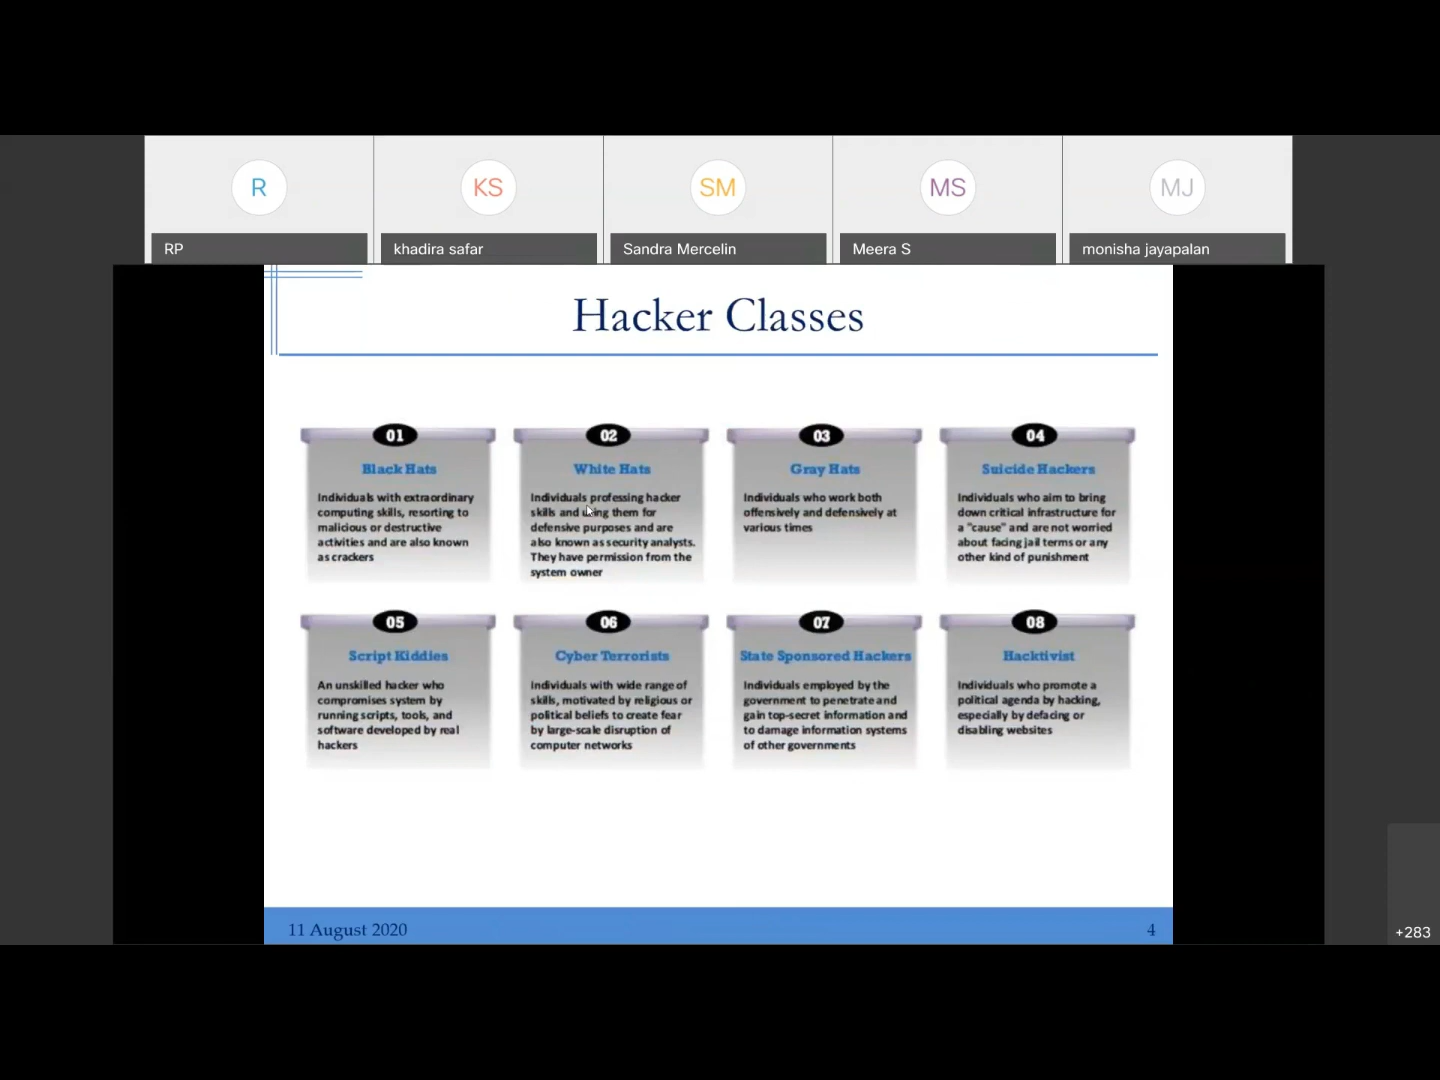 R
KS
SM
MS
MJ
RP
khadira safar
Sandra Mercelin
Meera S
monisha jayapalan
Hacker Classes
01
Black Hats
Individuals with extraordinary
computing skills, resorting to
malicious or destructive
activities and are also known
as crackers
02
White Hats
Individuals professing hacker
skills and using them for
defensive purposes and are
also known as security analysts.
They have permission from the
system owner
03
Gray Hats
Individuals who work both
offensively and defensively at
various times
04
Suicide Hackers
Individuals who aim to bring
down critical infrastructure for
a "cause" and are not worried
about facing jail terms or any
other kind of punishment
05
Script Kiddies
An unskilled hacker who
compromises system by
running scripts, tools, and
software developed by real
hackers
06
Cyber Terrorists
Individuals with wide range of
skills, motivated by religious or
political beliefs to create fear
by large-scale disruption of
computer networks
07
State Sponsored Hackers
Individuals employed by the
government to penetrate and
gain top-secret information and
to damage information systems
of other governments
08
Hacktivist
Individuals who promote a
political agenda by hacking,
especially by defacing or
disabling websites
11 August 2020
4
+283